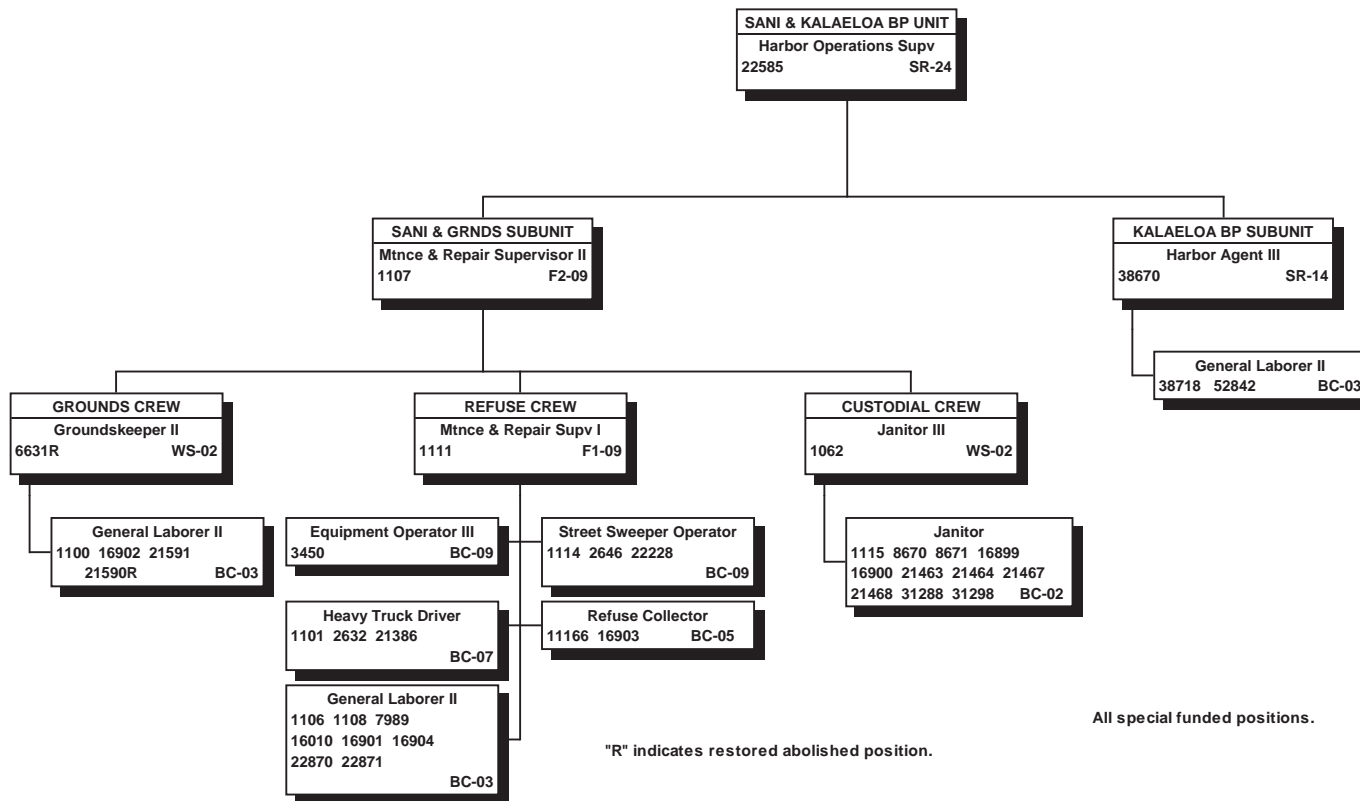 SANI & KALAELOA BP UNIT
Harbor Operations Supv
22585 SR-24
SANI & GRNDS SUBUNIT
Mtnce & Repair Supervisor II
1107 F2-09
KALAELOA BP SUBUNIT
Harbor Agent III
38670 SR-14
General Laborer II
38718 52842 BC-03
GROUNDS CREW
Groundskeeper II
6631R WS-02
General Laborer II
1100 16902 21591
21590R BC-03
REFUSE CREW
Mtnce & Repair Supv I
1111 F1-09
Equipment Operator III
3450 BC-09
Street Sweeper Operator
1114 2646 22228
BC-09
Heavy Truck Driver
1101 2632 21386
BC-07
Refuse Collector
11166 16903 BC-05
General Laborer II
1106 1108 7989
16010 16901 16904
22870 22871
BC-03
CUSTODIAL CREW
Janitor III
1062 WS-02
Janitor
1115 8670 8671 16899
16900 21463 21464 21467
21468 31288 31298 BC-02
All special funded positions.
"R" indicates restored abolished position.